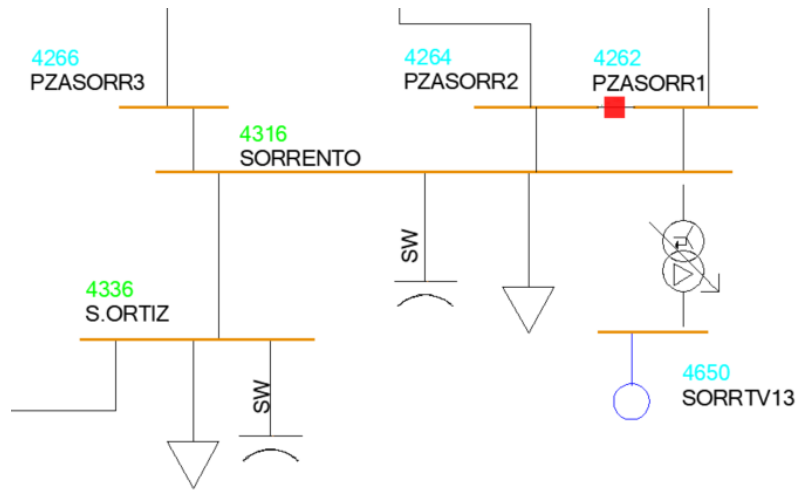 4266
PZASORR3
4264
PZASORR2
4262
PZASORR1
4316
SORRENTO
SW
4336
S.ORTIZ
SW
4650
SORRTV13